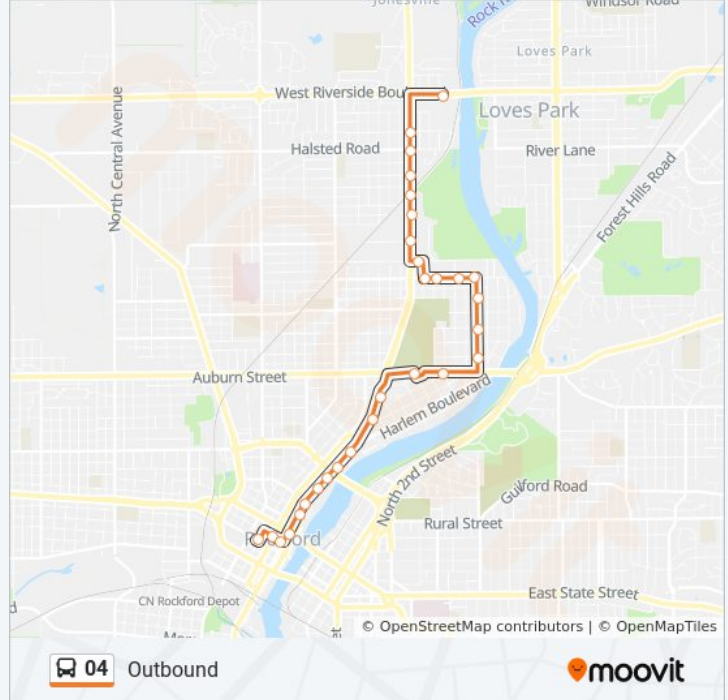 Jonesville
Rock
Windsor Road
Loves Park
West Riverside Bou
Loves Park
North Central Avenue
Halsted Road
River Lane
Forest Hills Road
Auburn Street
Harlem Boulevard
North 2nd Street
Guilford Road
Rural Street
Rockford
East State Street
CN Rockford Depot
© OpenStreetMap contributors | © OpenMapTiles
04 Outbound
moovit